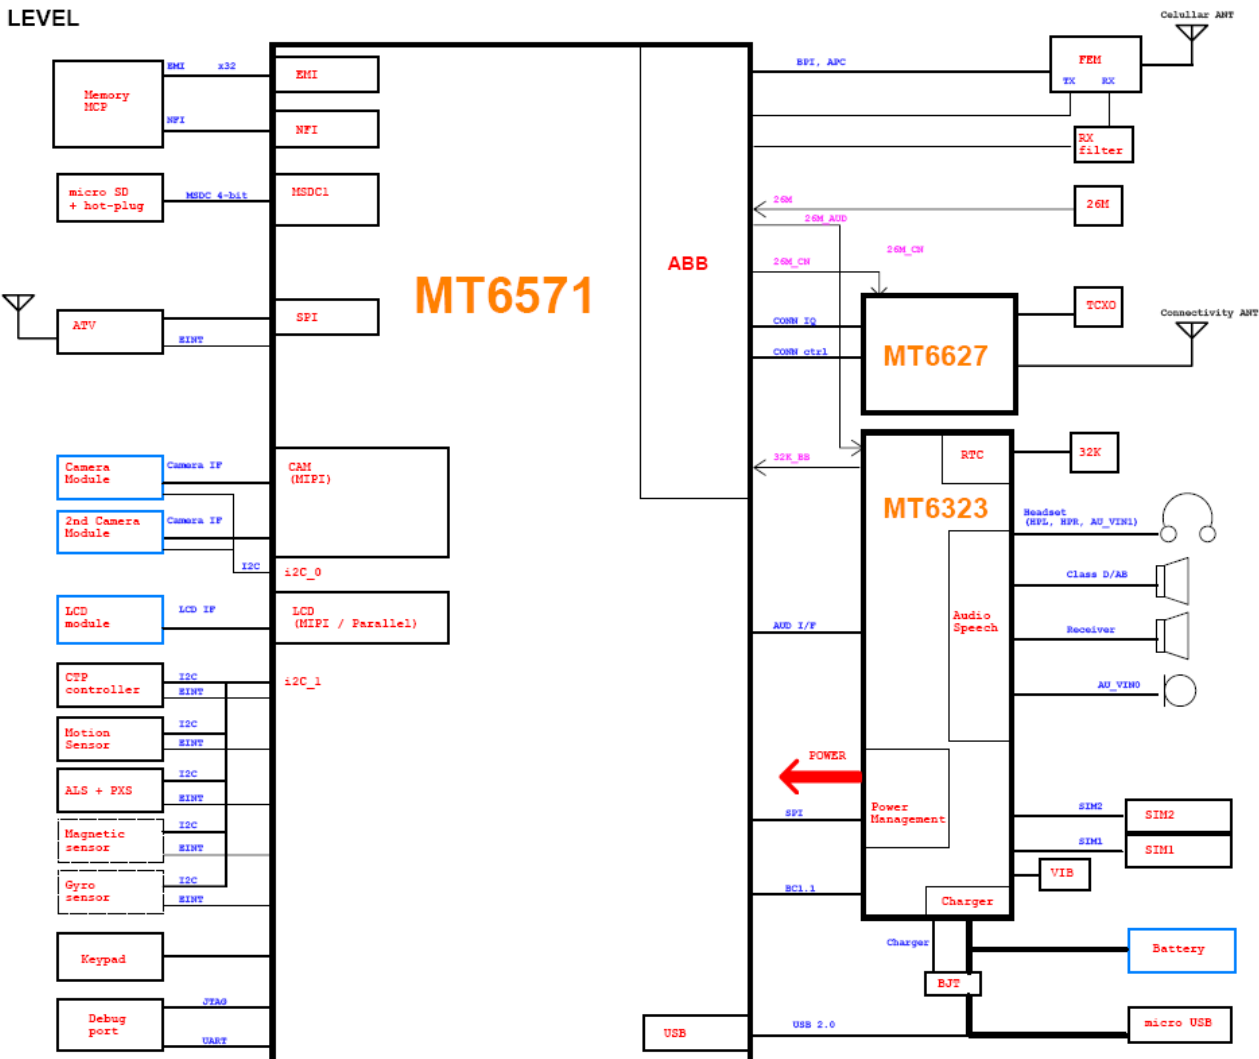 LEVEL
Celullar ANT
EMI x32
EMI
BPI, APC
FEM
TX RX
Memory
MCP
NFI
NFI
RX
filter
micro SD
+ hot-plug
MSDC 4-bit
MSDC1
26M
26M
26M_AUD
26M_CN
ABB
26M_CN
MT6571
TCXO
Connectivity ANT
ATV
SPI
EINT
CONN IQ
CONN ctrl
MT6627
Camera
Module
Camera IF
CAM
(MIPI)
32K_BB
RTC
32K
MT6323
2nd Camera
Module
Camera IF
Headset
(HPL, HPR, AU_VIN1)
I2C
i2C_0
Class D/AB
LCD
module
LCD IF
LCD
(MIPI / Parallel)
AUD I/F
Audio
Speech
Receiver
CTP
controller
I2C
EINT
i2C_1
AU_VIN0
Motion
Sensor
I2C
EINT
POWER
ALS + PXS
I2C
EINT
Power
Management
SPI
SIM2
SIM2
Magnetic
sensor
I2C
EINT
SIM1
SIM1
VIB
Gyro
sensor
I2C
EINT
BC1.1
Charger
Keypad
Charger
Battery
BJT
Debug
port
JTAG
UART
USB
USB 2.0
micro USB